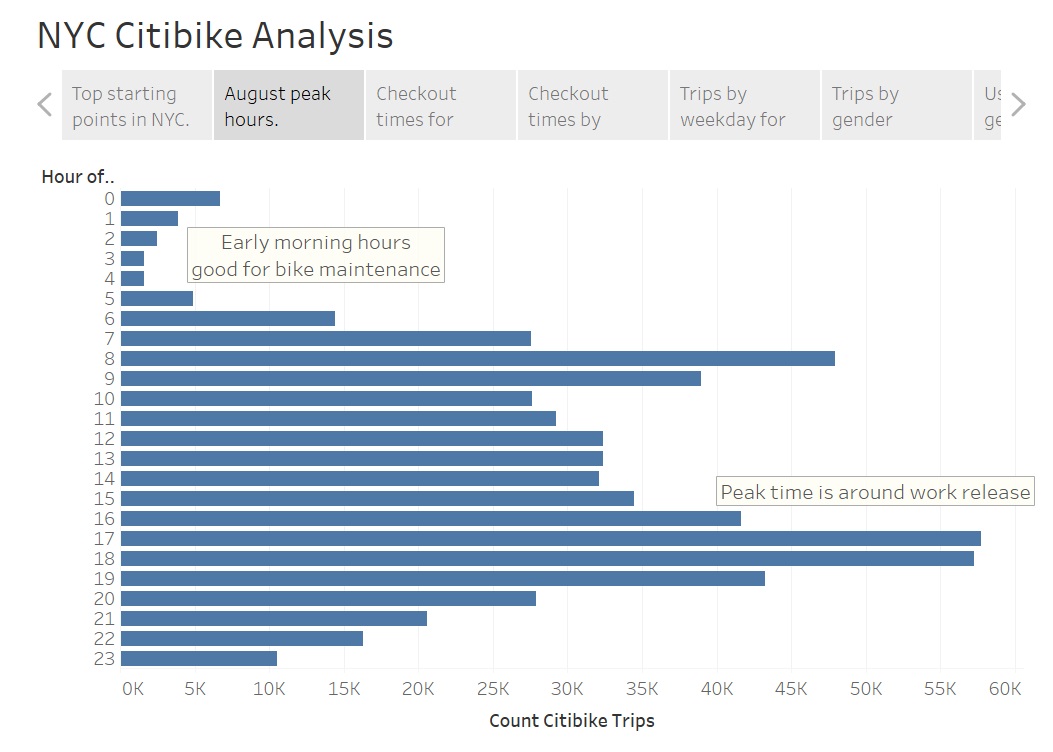 NYC Citibike Analysis
Top starting
points in NYC.
August peak
hours.
Checkout
times for
Checkout
times by
Trips by
weekday for
Trips by
gender
Us
ge
Hour of..
0
1
2
3
4
5
6
7
8
9
10
11
12
13
14
15
16
17
18
19
20
21
22
23
Early morning hours
good for bike maintenance
Peak time is around work release
0K 5K 10K 15K 20K 25K 30K 35K 40K 45K 50K 55K 60K
Count Citibike Trips